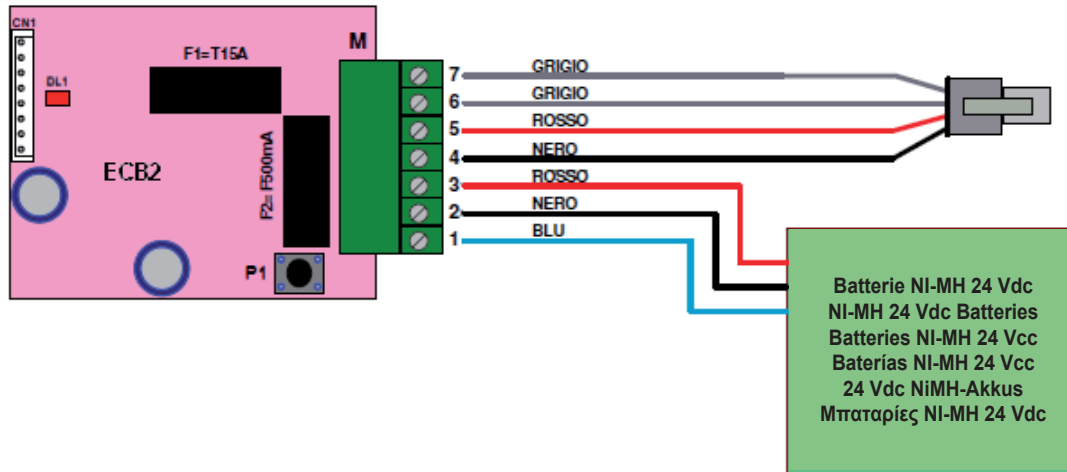 CN1
DL1
F1=T15A
M
ECB2
F2= F500mA
P1
7 GRIGIO
6 GRIGIO
5 ROSSO
4 NERO
3 ROSSO
2 NERO
1 BLU
Batterie NI-MH 24 Vdc
NI-MH 24 Vdc Batteries
Batteries NI-MH 24 Vcc
Baterías NI-MH 24 Vcc
24 Vdc NiMH-Akkus
Μπαταρίες NI-MH 24 Vdc